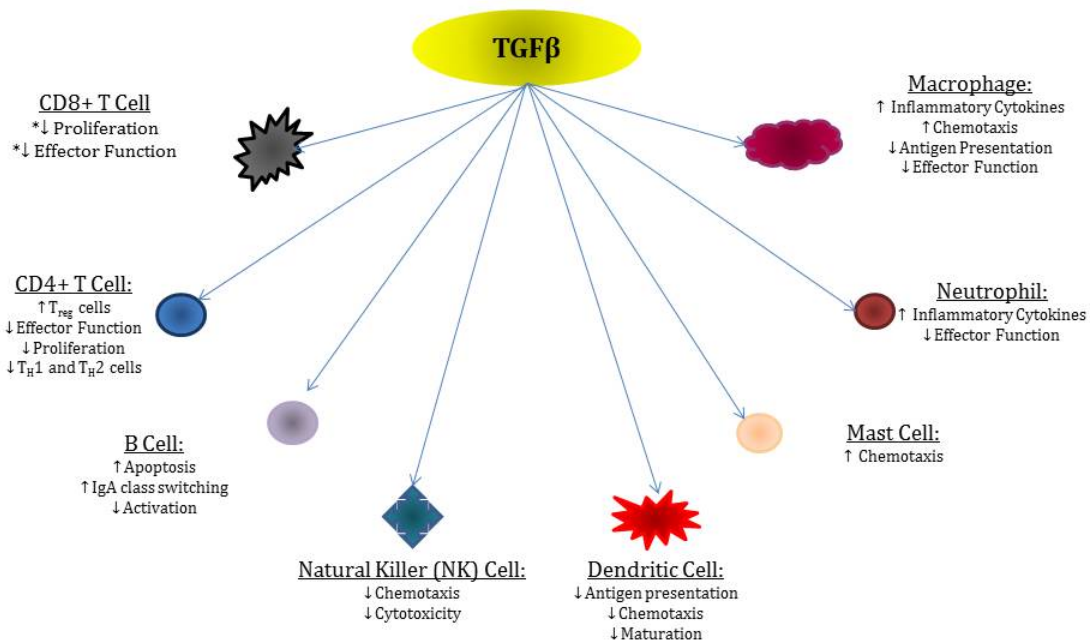 TGFβ
CD8+ T Cell
*↓ Proliferation
*↓ Effector Function
Macrophage:
↑ Inflammatory Cytokines
↑ Chemotaxis
↓ Antigen Presentation
↓ Effector Function
CD4+ T Cell:
↑ Treg cells
↓ Effector Function
↓ Proliferation
↓ TH1 and TH2 cells
Neutrophil:
↑ Inflammatory Cytokines
↓ Effector Function
B Cell:
↑ Apoptosis
↑ IgA class switching
↓ Activation
Mast Cell:
↑ Chemotaxis
Natural Killer (NK) Cell:
↓ Chemotaxis
↓ Cytotoxicity
Dendritic Cell:
↓ Antigen presentation
↓ Chemotaxis
↓ Maturation